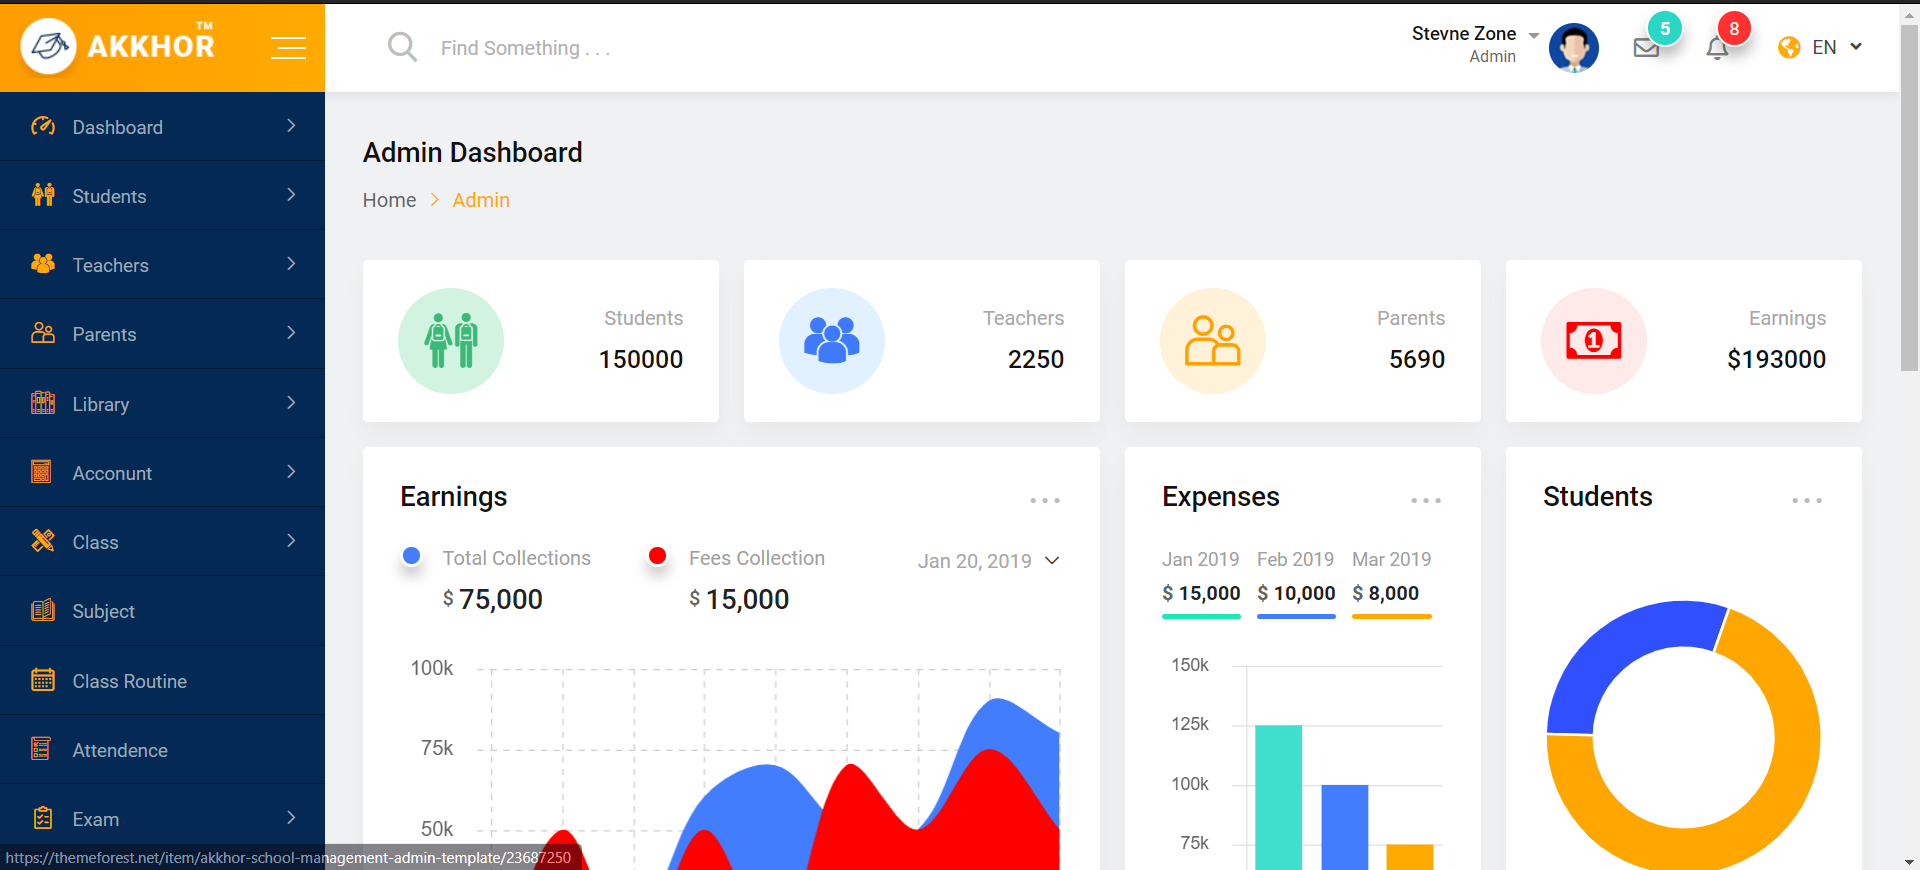 AKKHOR™
Find Something . . .
Stevne Zone
Admin
5
8
EN
Dashboard
Students
Teachers
Parents
Library
Acconunt
Class
Subject
Class Routine
Attendence
Exam
https://themeforest.net/item/akkhor-school-management-admin-template/23687250
Admin Dashboard
Home > Admin
Students
150000
Teachers
2250
Parents
5690
1
Earnings
$193000
Earnings
Total Collections
$ 75,000
Fees Collection
$ 15,000
Jan 20, 2019
100k
75k
50k
Expenses
Jan 2019 Feb 2019 Mar 2019
$ 15,000 $ 10,000 $ 8,000
150k
125k
100k
75k
Students